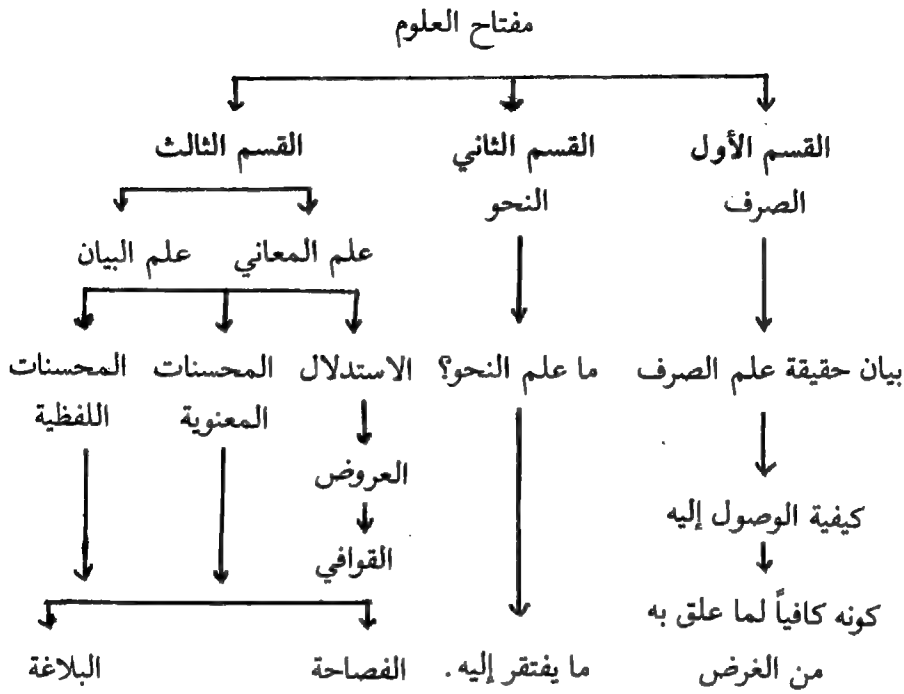 مفتاح العلوم
القسم الأول
القسم الثاني
القسم الثالث
الصرف
النحو
علم المعاني
علم البيان
بيان حقيقة علم الصرف
ما علم النحو؟
الاستدلال
المحسنات
المحسنات
المعنوية
اللفظية
العروض
كيفية الوصول إليه
القوافي
كونه كافياً لما علق به
من الغرض
ما يفتقر إليه.
الفصاحة
البلاغة